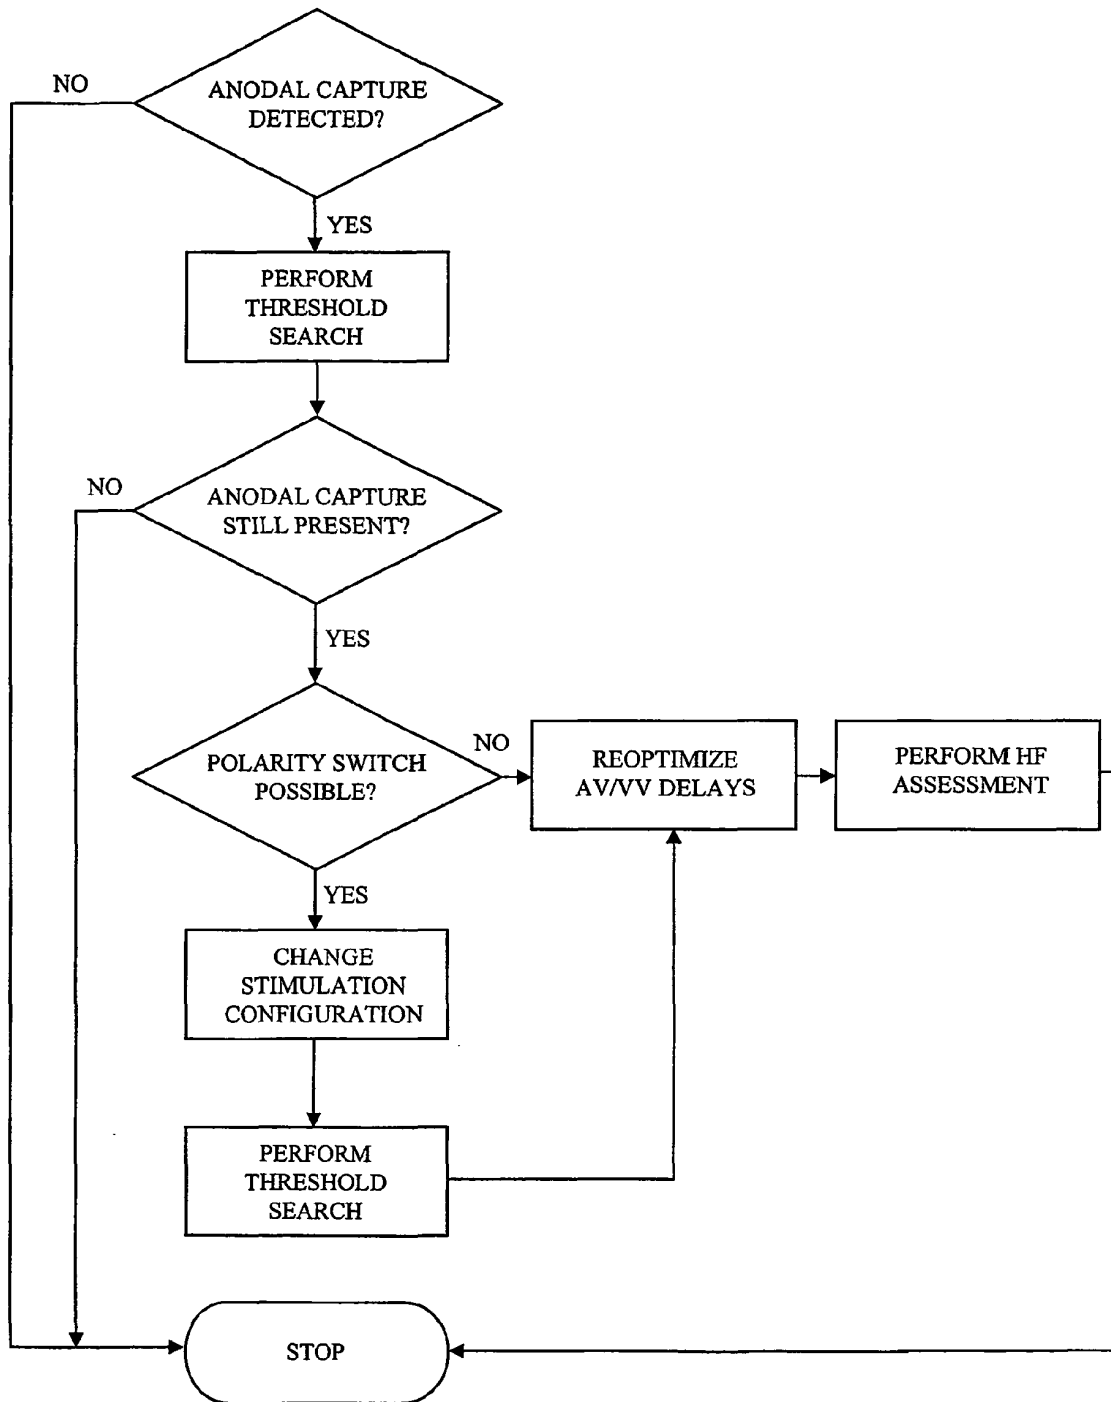 NO
ANODAL CAPTURE
DETECTED?
YES
PERFORM
THRESHOLD
SEARCH
NO
ANODAL CAPTURE
STILL PRESENT?
YES
POLARITY SWITCH
POSSIBLE?
NO
REOPTIMIZE
AV/VV DELAYS
PERFORM HF
ASSESSMENT
YES
CHANGE
STIMULATION
CONFIGURATION
PERFORM
THRESHOLD
SEARCH
STOP